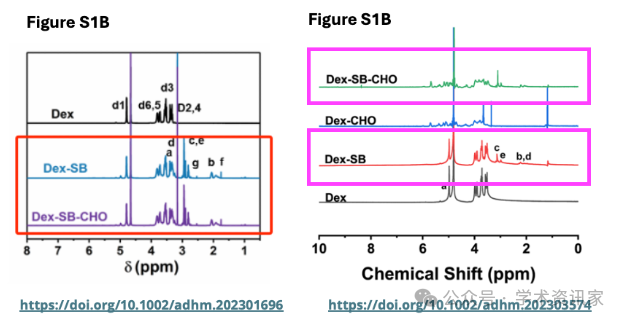 Figure S1B
Dex
d1
d6,5
d3
D2,4
Dex-SB
d
a
c,e
g
b
f
Dex-SB-CHO
8 7 6 5 4 3 2 1
δ (ppm)
https://doi.org/10.1002/adhm.202301696
Figure S1B
Dex-SB-CHO
Dex-CHO
Dex-SB
c
e
b,d
Dex
a
10 8 6 4 2 0
Chemical Shift (ppm)
https://doi.org/10.1002/adhm.202303574
公众号 · 学术资讯家